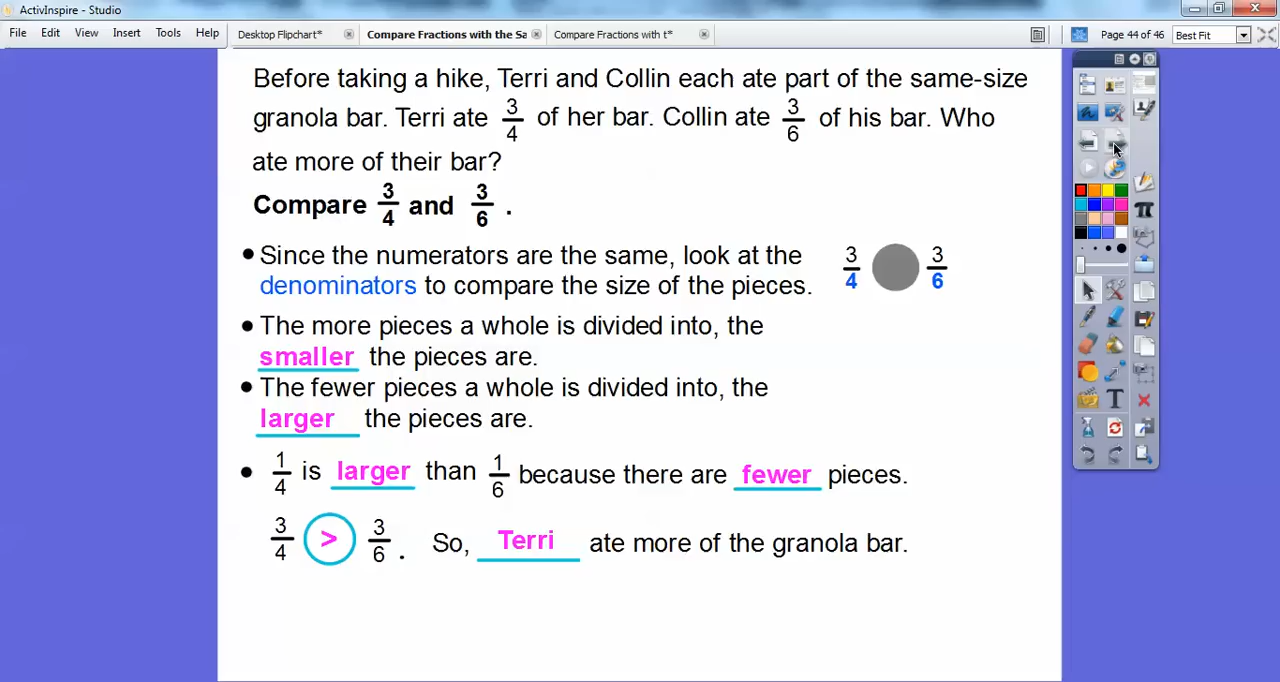 ActivInspire - Studio
File Edit View Insert Tools Help Desktop Flipchart* Compare Fractions with the Sa Compare Fractions with t* Page 44 of 46 Best Fit
Before taking a hike, Terri and Collin each ate part of the same-size
granola bar. Terri ate 3/4 of her bar. Collin ate 3/6 of his bar. Who
ate more of their bar?
Compare 3/4 and 3/6 .
• Since the numerators are the same, look at the
denominators to compare the size of the pieces.
3/4 3/6
• The more pieces a whole is divided into, the
smaller the pieces are.
• The fewer pieces a whole is divided into, the
larger the pieces are.
• 1/4 is larger than 1/6 because there are fewer pieces.
3/4 > 3/6 . So, Terri ate more of the granola bar.